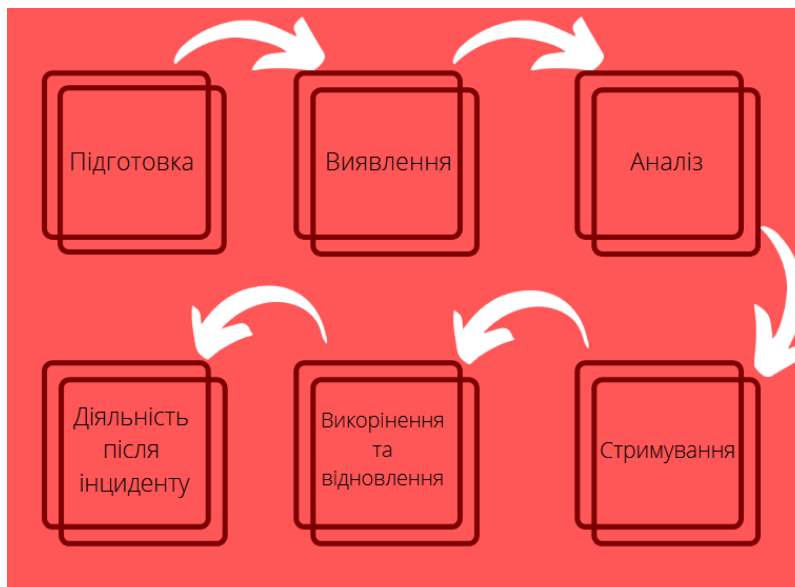 Підготовка
Виявлення
Аналіз
Стримування
Викорінення
та
відновлення
Діяльність
після
інциденту